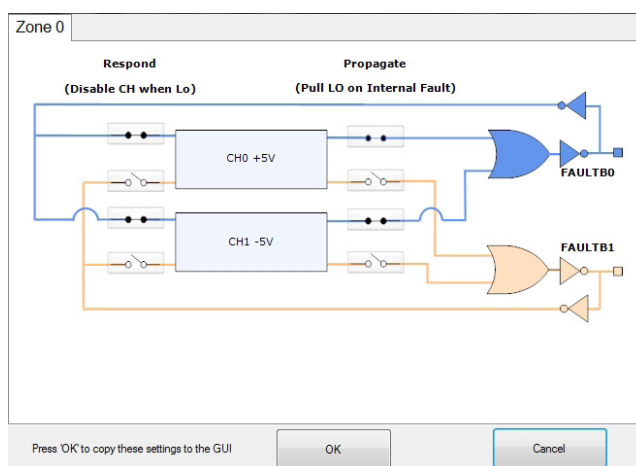 Zone 0
Respond
(Disable CH when Lo)
Propagate
(Pull LO on Internal Fault)
CH0 +5V
FAULTB0
CH1 -5V
FAULTB1
Press 'OK' to copy these settings to the GUI
OK
Cancel